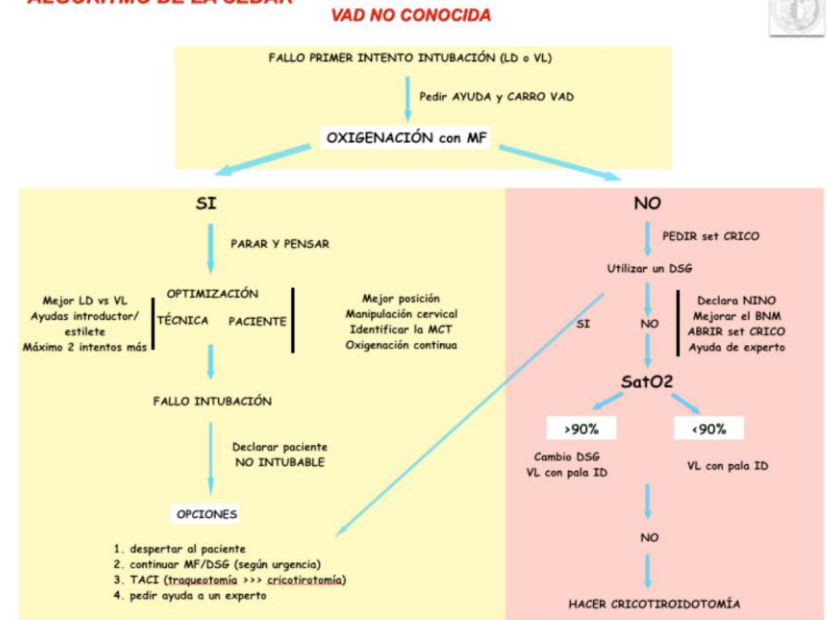 ALGORITMO DE LA SEDAR
VAD NO CONOCIDA
FALLO PRIMER INTENTO INTUBACIÓN (LD o VL)
Pedir AYUDA y CARRO VAD
OXIGENACIÓN con MF
SI
PARAR Y PENSAR
OPTIMIZACIÓN
TÉCNICA PACIENTE
Mejor LD vs VL
Ayudas introductor/
estilete
Máximo 2 intentos más
Mejor posición
Manipulación cervical
Identificar la MCT
Oxigenación continua
FALLO INTUBACIÓN
Declarar paciente
NO INTUBABLE
OPCIONES
1. despertar al paciente
2. continuar MF/DSG (según urgencia)
3. TACI (traqueotomía >>> cricotirotomía)
4. pedir ayuda a un experto
NO
PEDIR set CRICO
Utilizar un DSG
SI NO
Declara NINO
Mejorar el BNM
ABRIR set CRICO
Ayuda de experto
SatO2
>90% <90%
Cambio DSG
VL con pala ID
VL con pala ID
NO
HACER CRICOTIROIDOTOMÍA